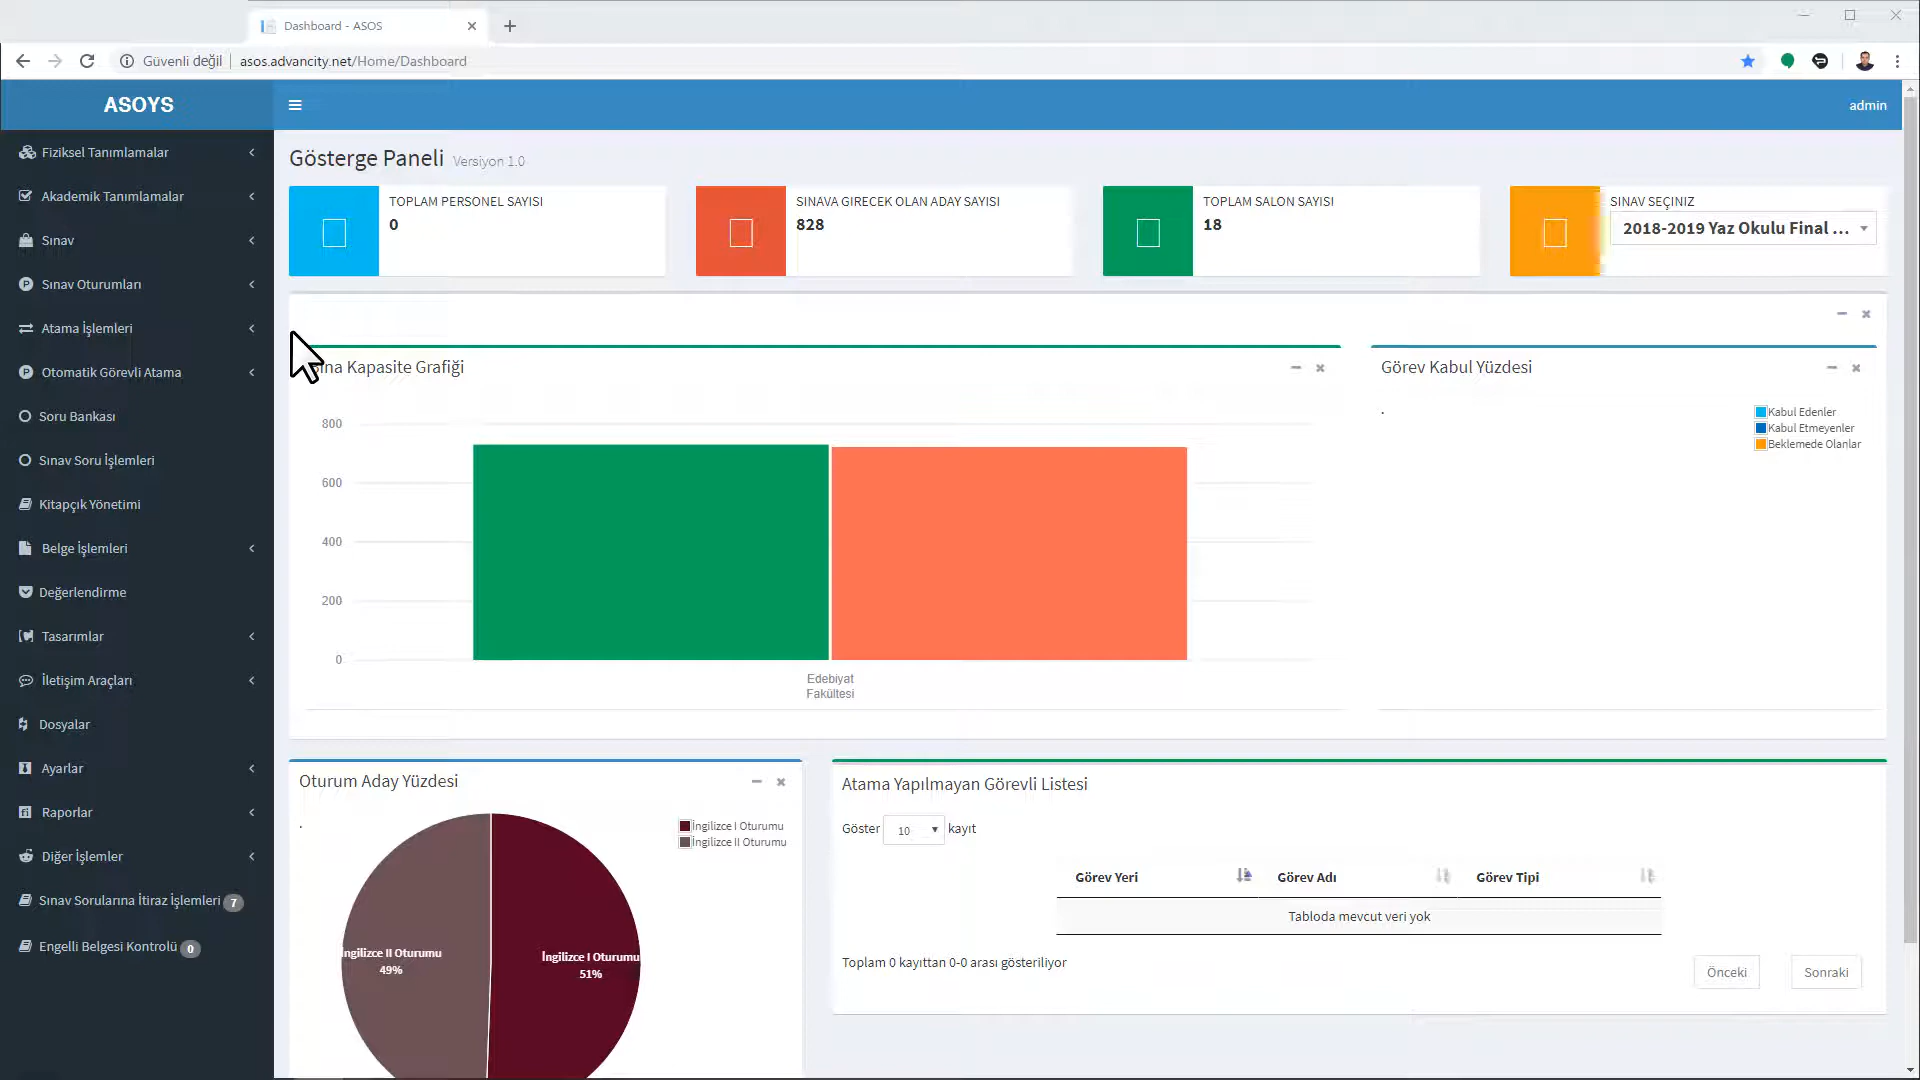 Dashboard - ASOS
Güvenli değil
asos.advancity.net/Home/Dashboard
ASOYS
admin
Fiziksel Tanımlamalar
Akademik Tanımlamalar
Sınav
Sınav Oturumları
Atama İşlemleri
Otomatik Görevli Atama
Soru Bankası
Sınav Soru İşlemleri
Kitapçık Yönetimi
Belge İşlemleri
Değerlendirme
Tasarımlar
İletişim Araçları
Dosyalar
Ayarlar
Raporlar
Diğer İşlemler
Sınav Sorularına İtiraz İşlemleri 7
Engelli Belgesi Kontrolü 0
Gösterge Paneli Versiyon 1.0
TOPLAM PERSONEL SAYISI
0
SINAVA GIRECEK OLAN ADAY SAYISI
828
TOPLAM SALON SAYISI
18
SINAV SEÇINIZ
2018-2019 Yaz Okulu Final ...
Kapasite Grafiği
800
600
400
200
0
Edebiyat
Fakültesi
Görev Kabul Yüzdesi
.
Kabul Edenler
Kabul Etmeyenler
Beklemede Olanlar
Oturum Aday Yüzdesi
.
İngilizce I Oturumu
İngilizce II Oturumu
İngilizce II Oturumu
49%
İngilizce I Oturumu
51%
Atama Yapılmayan Görevli Listesi
Göster 10 kayıt
Görev Yeri Görev Adı Görev Tipi
Tabloda mevcut veri yok
Toplam 0 kayıttan 0-0 arası gösteriliyor
Önceki Sonraki